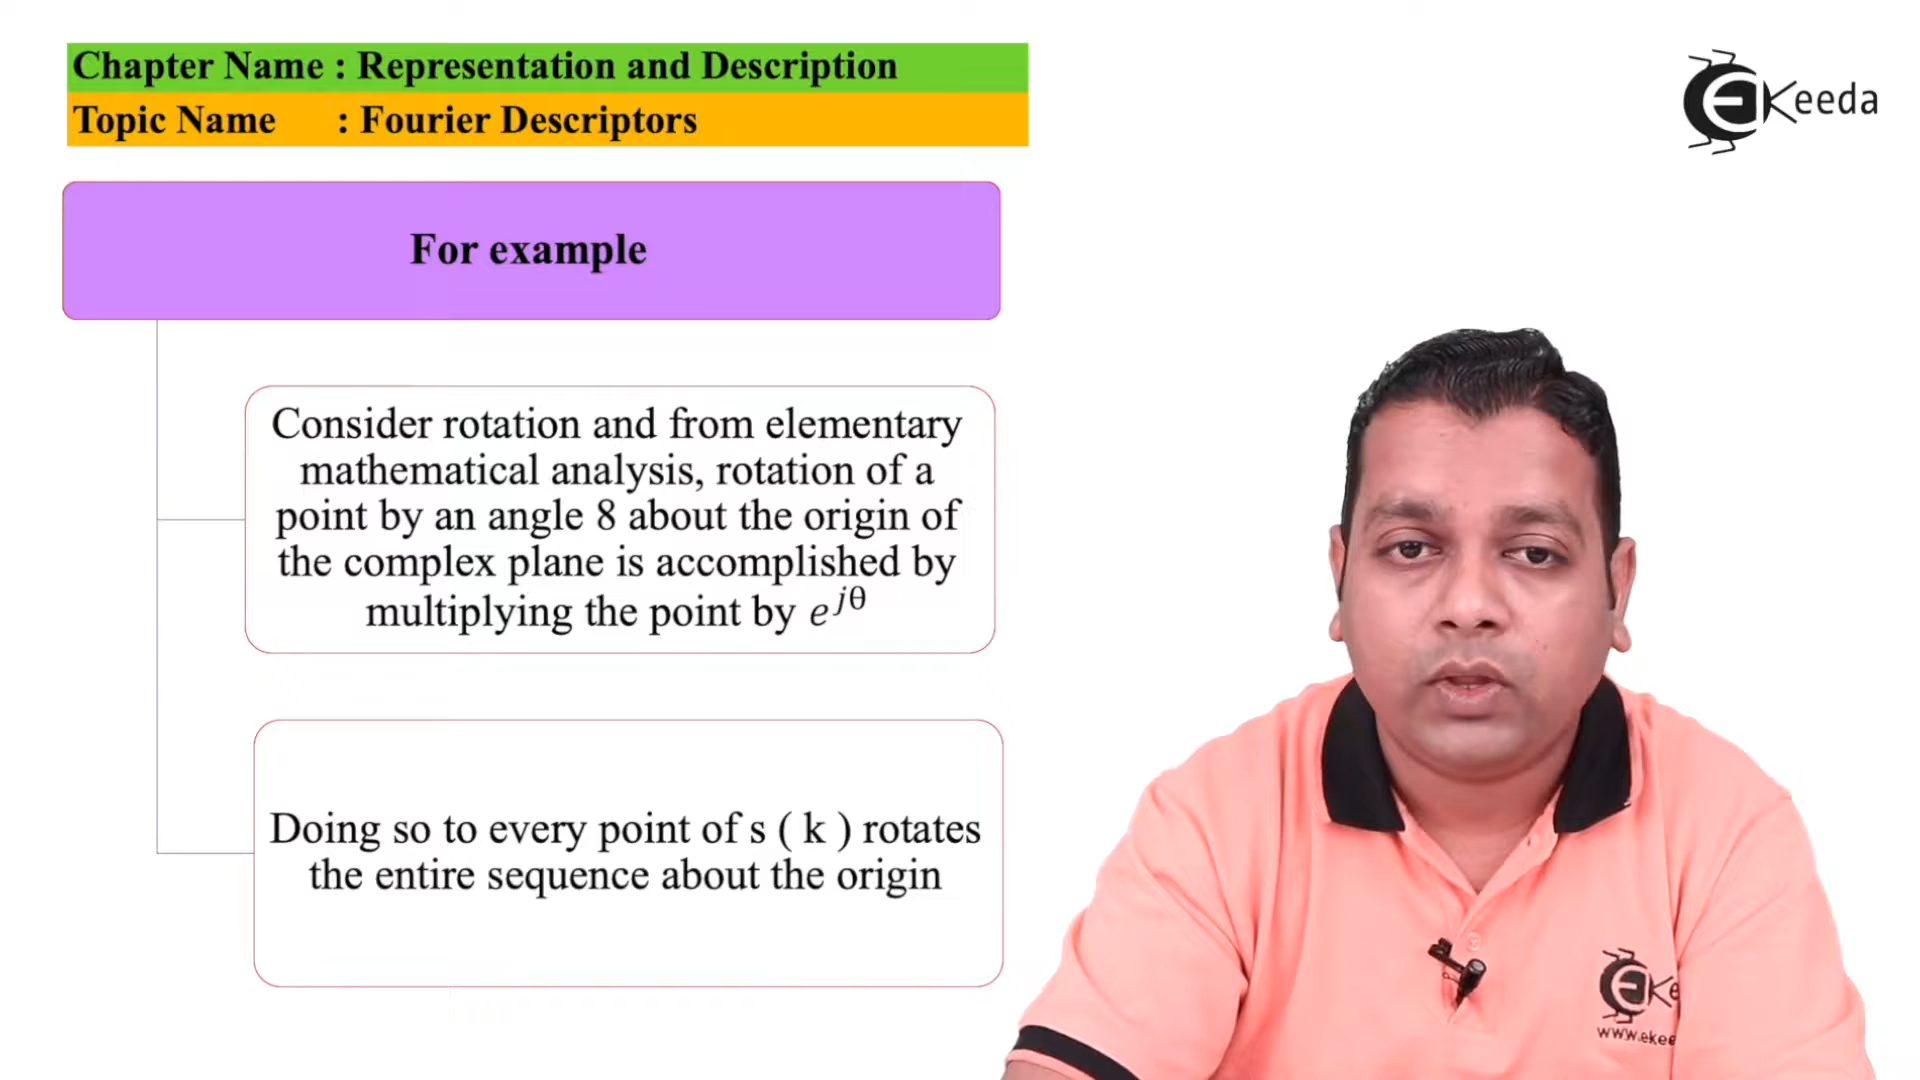 Chapter Name : Representation and Description
Topic Name : Fourier Descriptors
Keeda
For example
Consider rotation and from elementary
mathematical analysis, rotation of a
point by an angle 8 about the origin of
the complex plane is accomplished by
multiplying the point by e^{jθ}
Doing so to every point of s ( k ) rotates
the entire sequence about the origin